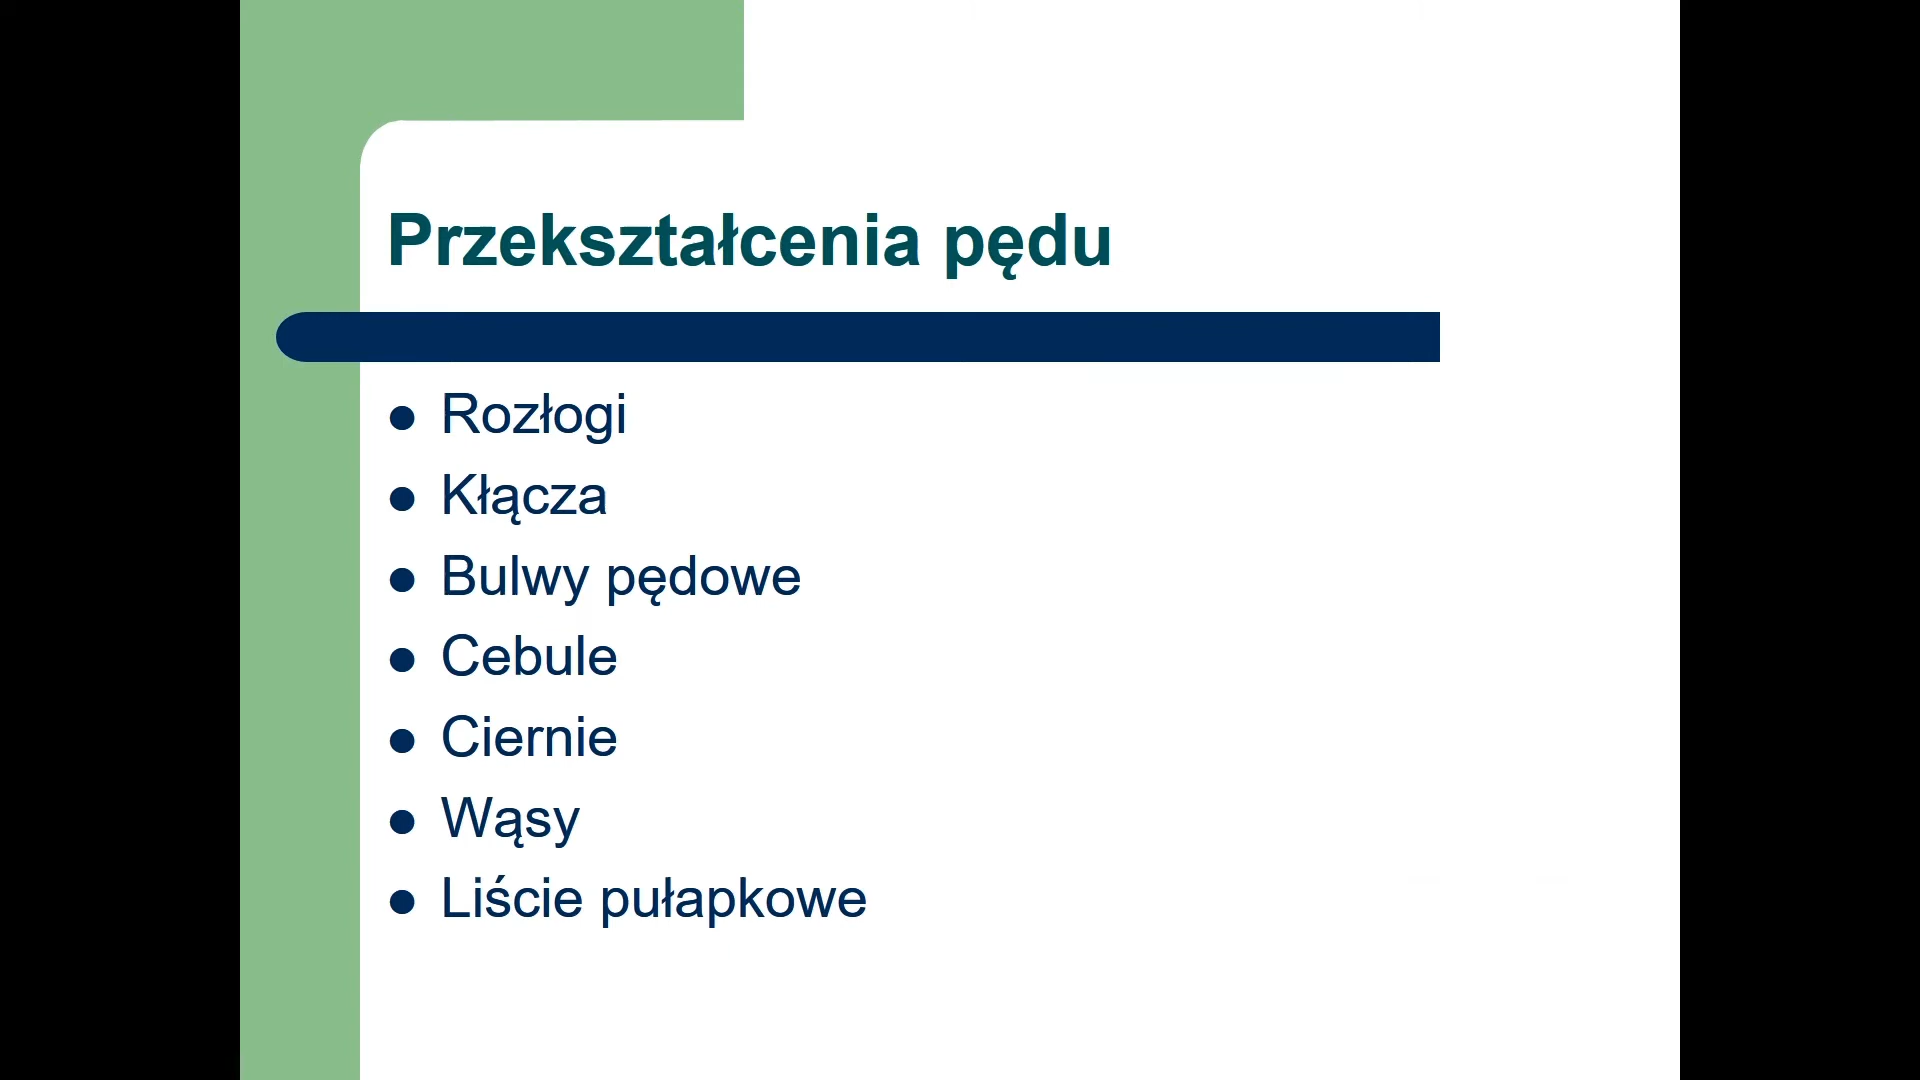 Przekształcenia pędu
Rozłogi
Kłącza
Bulwy pędowe
Cebule
Ciernie
Wąsy
Liście pułapkowe